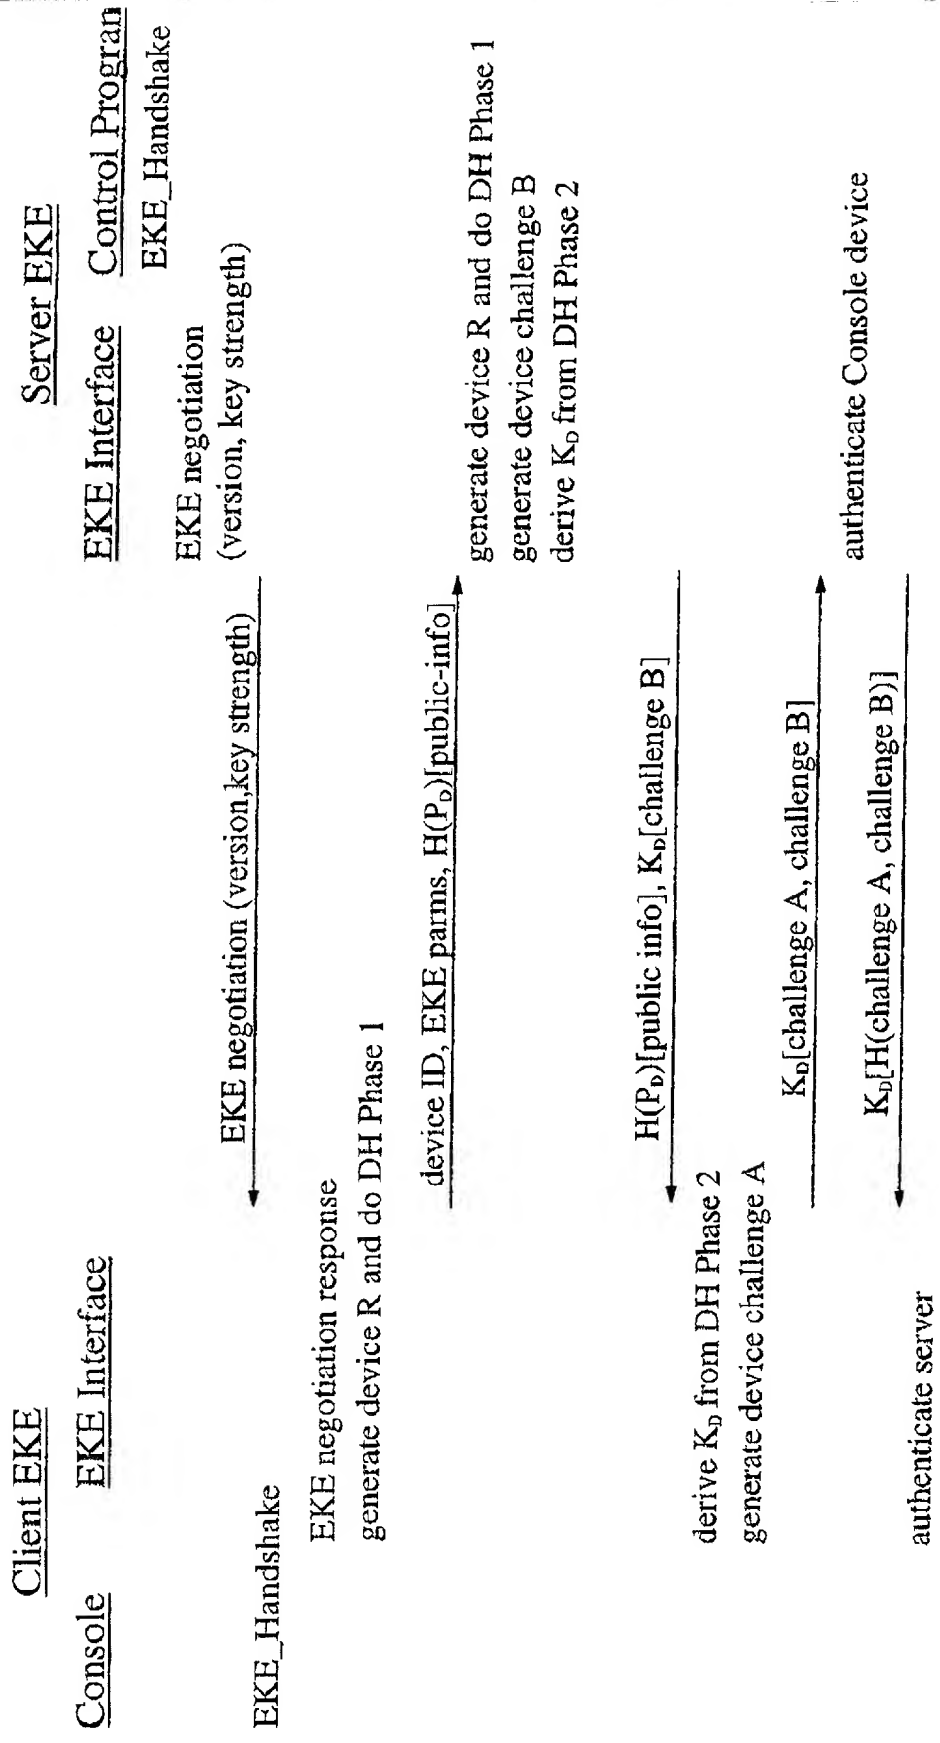 Client EKE
Server EKE
Console
EKE Interface
EKE Interface
Control Progran
EKE_Handshake
EKE negotiation
(version, key strength)
EKE negotiation (version,key strength)
EKE_Handshake
EKE negotiation response
generate device R and do DH Phase 1
device ID, EKE parms, H(P_D)[public-info]
generate device R and do DH Phase 1
generate device challenge B
derive K_D from DH Phase 2
H(P_D)[public info], K_D[challenge B]
derive K_D from DH Phase 2
generate device challenge A
K_D[challenge A, challenge B]
authenticate Console device
K_D[H(challenge A, challenge B)]
authenticate server